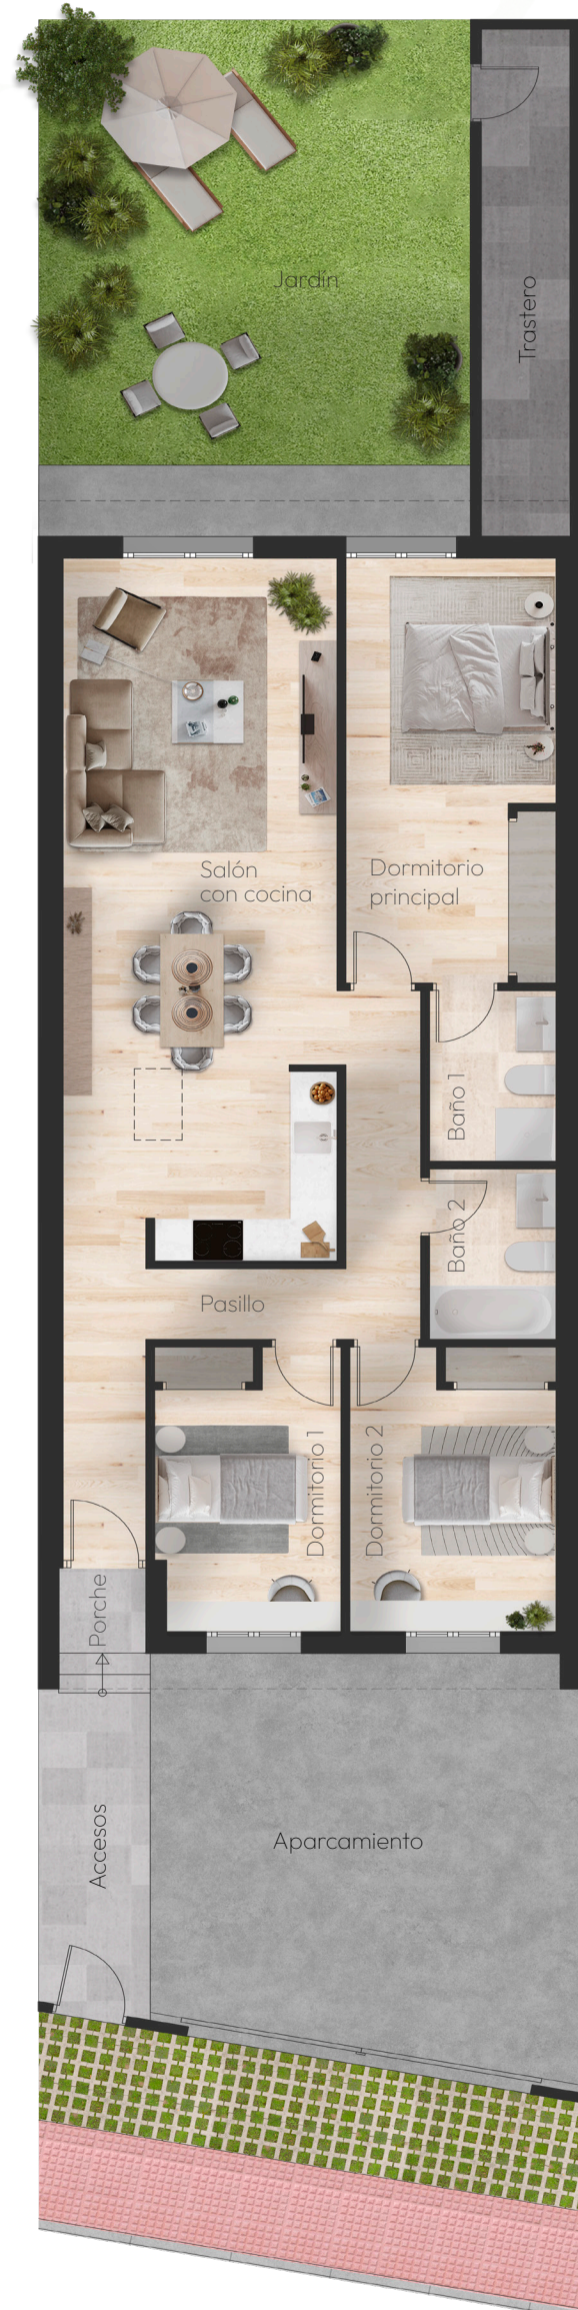 Jardín
Trastero
Salón
con cocina
Dormitorio
principal
Baño 1
Baño 2
Pasillo
Dormitorio 1
Dormitorio 2
Porche
Accesos
Aparcamiento